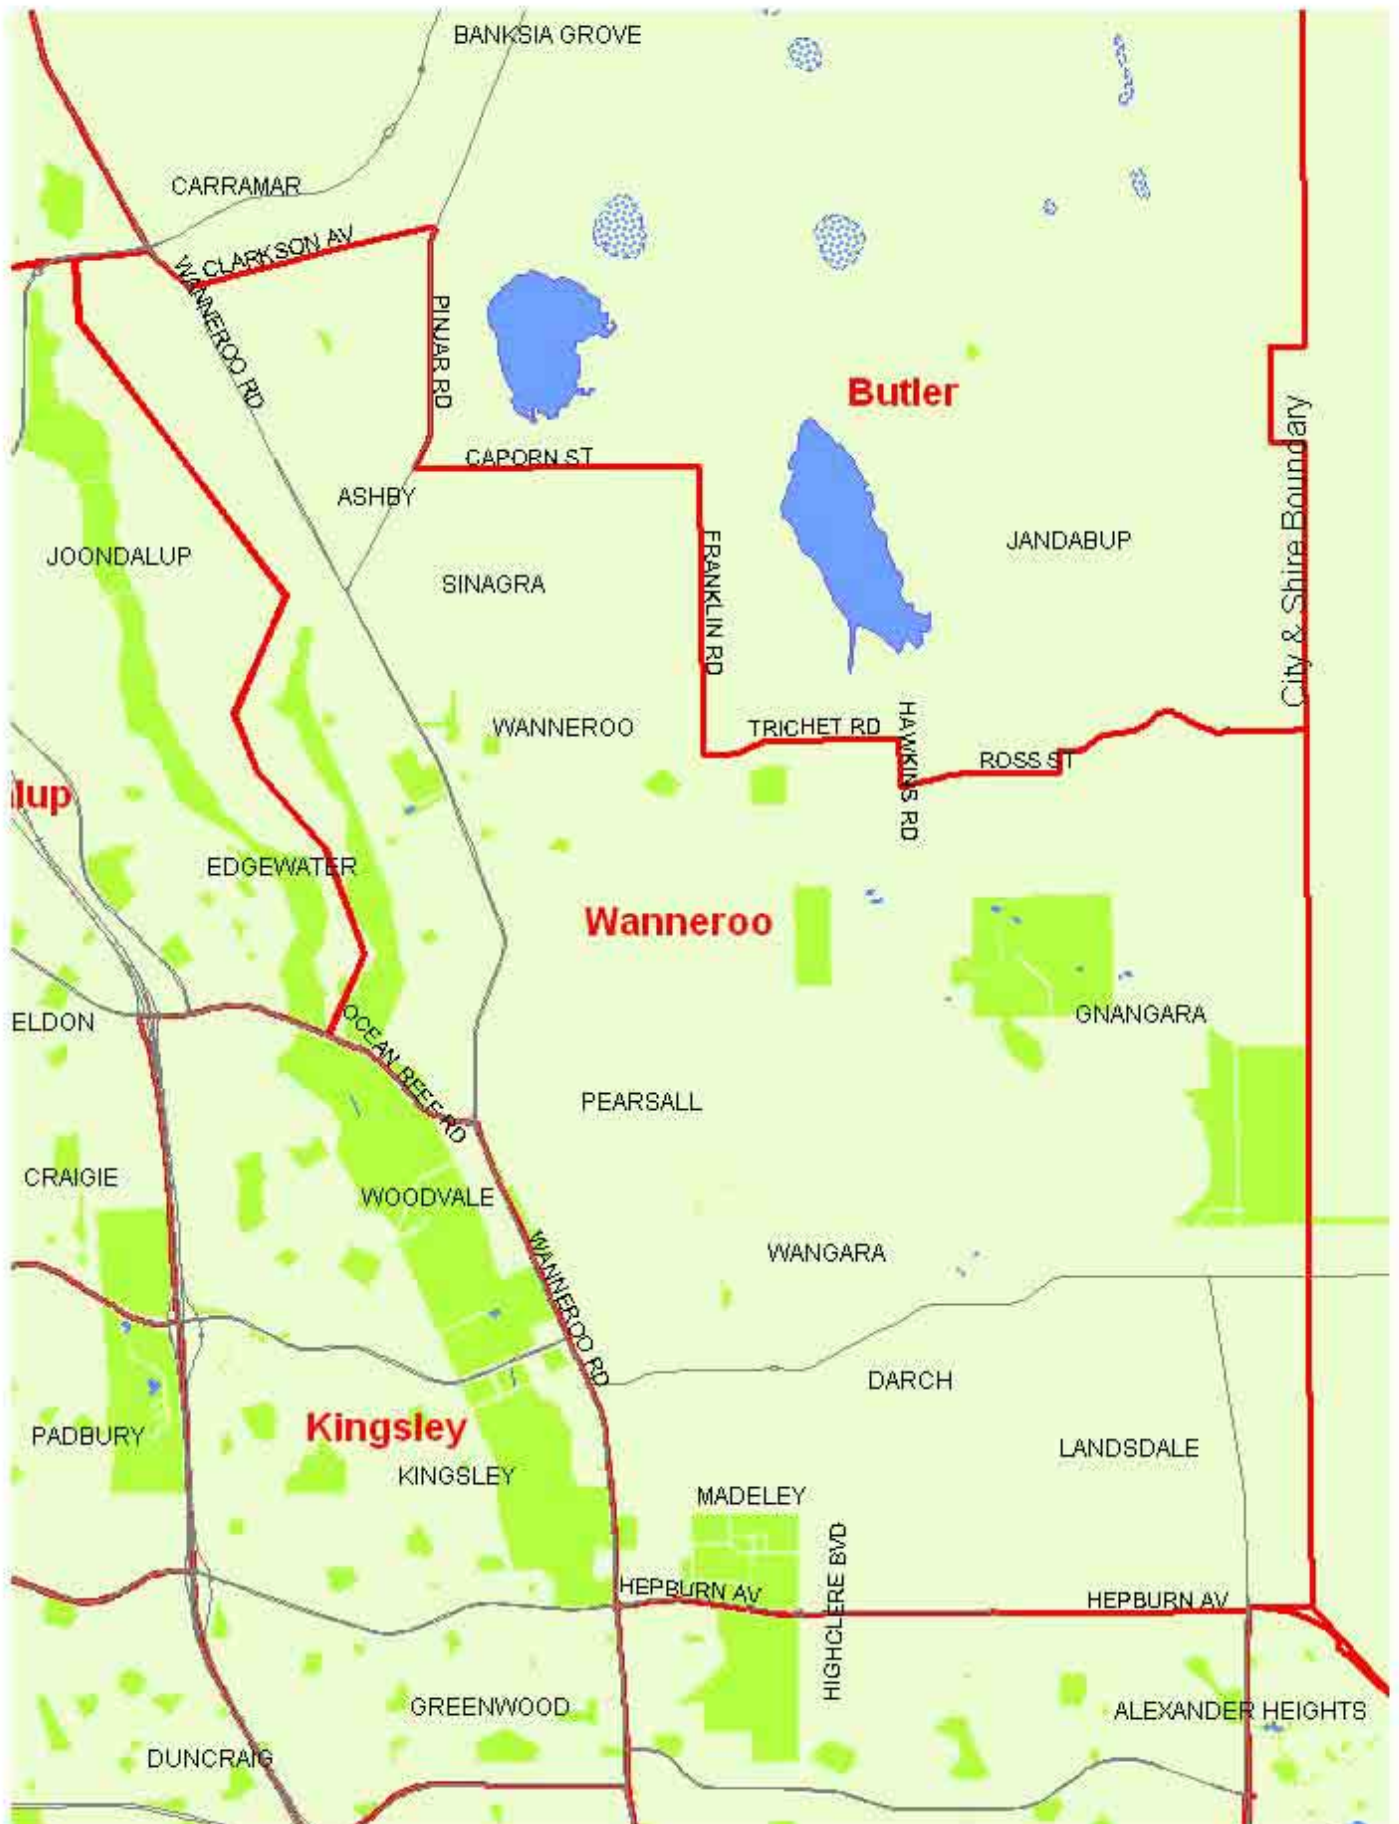 BANKSIA GROVE
CARRAMAR
CLARKSON AV
WANNEROO RD
PINJAR RD
Butler
City & Shire Boundary
CAPORN ST
ASHBY
JOONDALUP
SINAGRA
FRANKLIN RD
JANDABUP
WANNEROO
TRICHET RD
HAWKINS RD
ROSS ST
lup
EDGEWATER
Wanneroo
ELDON
OCEAN REEF RD
GNANGARA
PEARSALL
CRAIGIE
WOODVALE
WANNEROO RD
WANGARA
DARCH
PADBURY
Kingsley
KINGSLEY
LANDSDALE
MADELEY
HIGHCLERE BVD
HEPBURN AV
HEPBURN AV
GREENWOOD
ALEXANDER HEIGHTS
DUNCRAIG